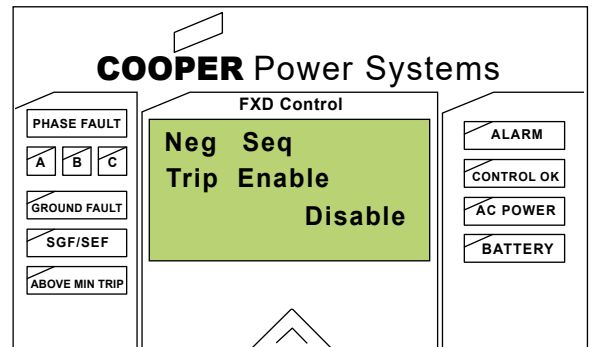 COOPER Power Systems
FXD Control
PHASE FAULT
A B C
GROUND FAULT
SGF/SEF
ABOVE MIN TRIP
Neg Seq
Trip Enable
Disable
ALARM
CONTROL OK
AC POWER
BATTERY